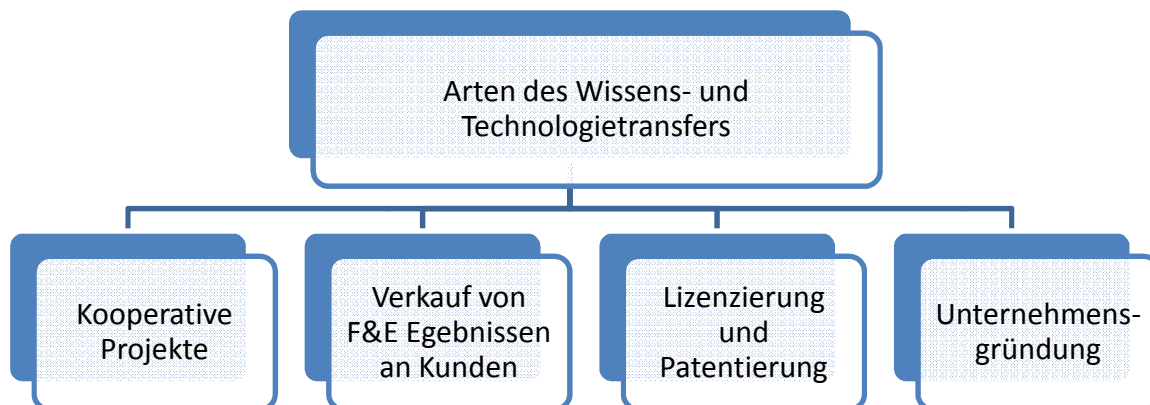 Arten des Wissens- und
Technologietransfers
Kooperative
Projekte
Verkauf von
F&E Egebnissen
an Kunden
Lizenzierung
und
Patentierung
Unternehmens-
gründung